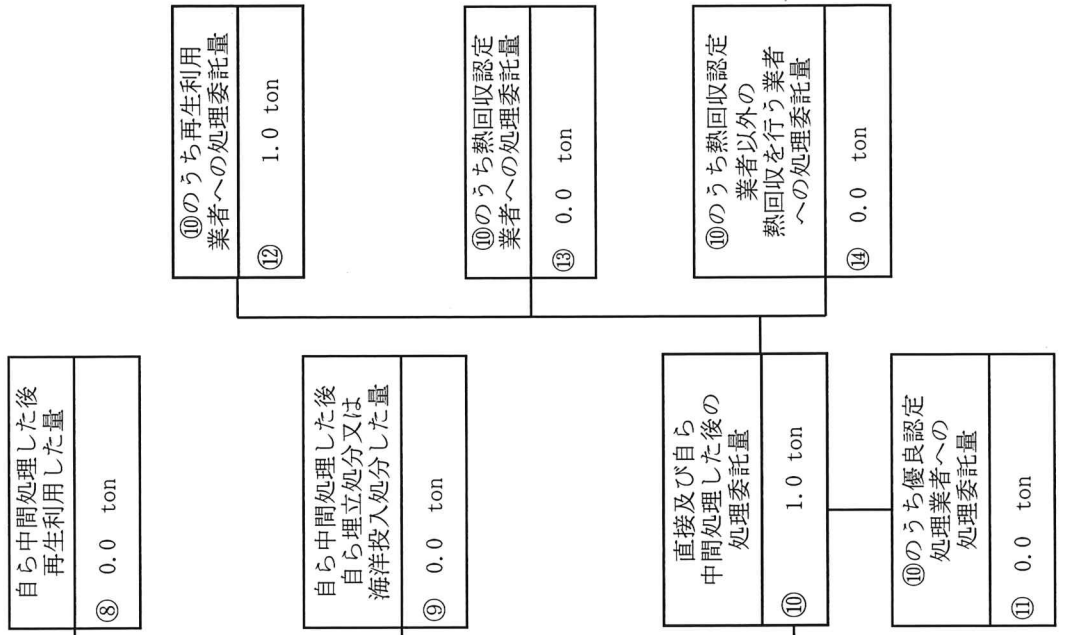 自ら中間処理した後
再生利用した量
⑧ 0.0 ton
自ら中間処理した後
自ら埋立処分又は
海洋投入処分した量
⑨ 0.0 ton
直接及び自ら
中間処理した後の
処理委託量
⑩ 1.0 ton
⑩のうち優良認定
処理業者への
処理委託量
⑪ 0.0 ton
⑩のうち再生利用
業者への処理委託量
⑫ 1.0 ton
⑩のうち熱回収認定
業者への処理委託量
⑬ 0.0 ton
⑩のうち熱回収認定
業者以外の
熱回収を行う業者
への処理委託量
⑭ 0.0 ton